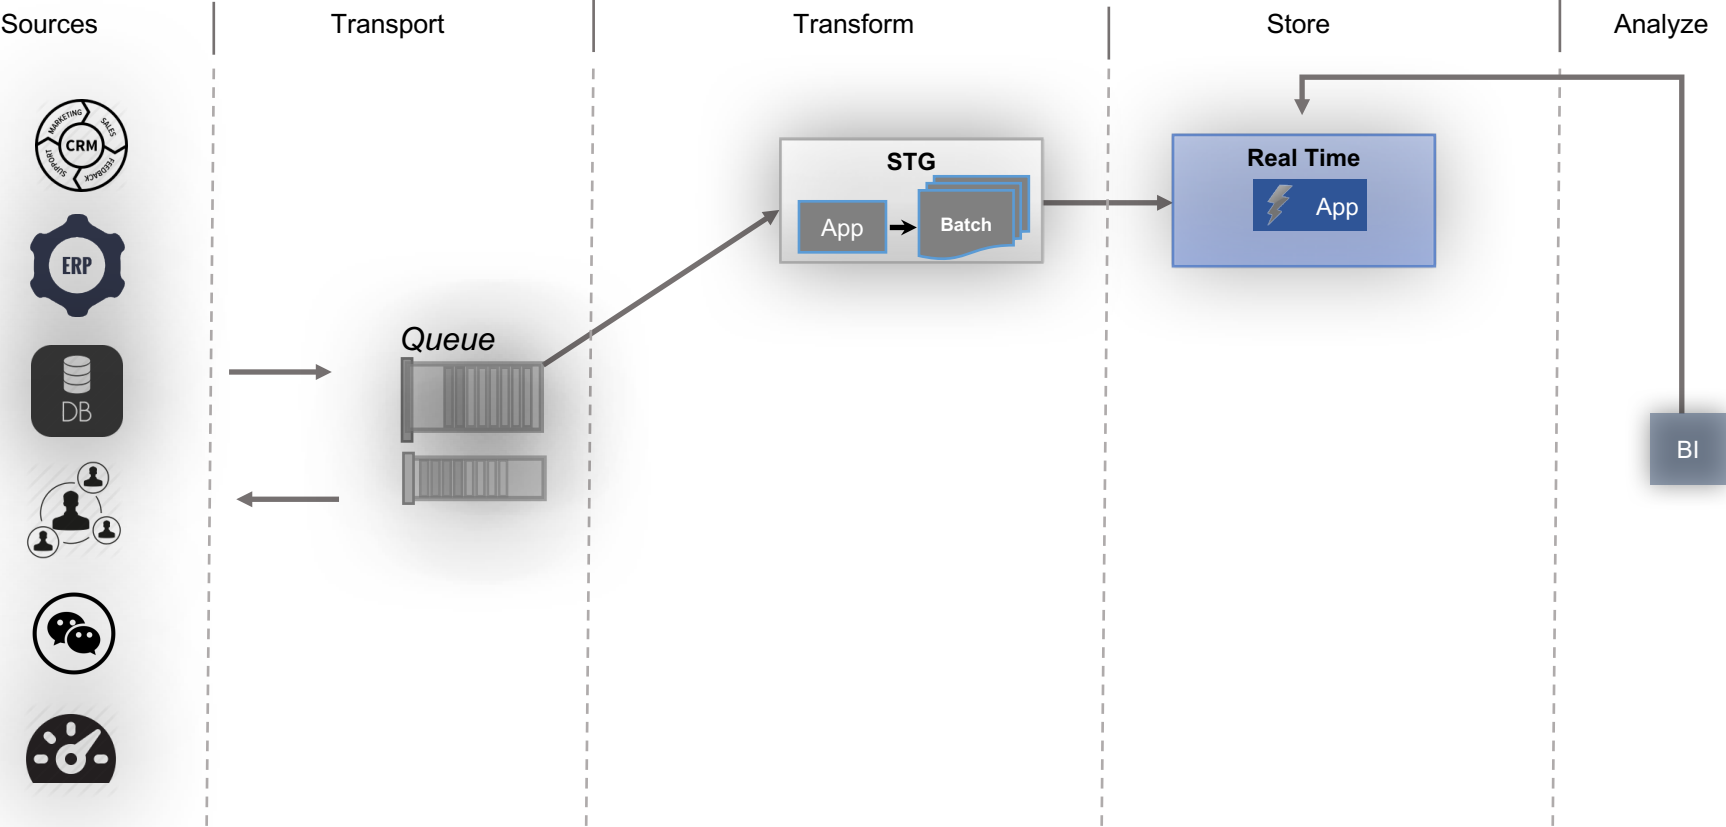 Sources
Transport
Transform
Store
Analyze
MARKETING
SALES
CRM
SUPPORT
FEEDBACK
ERP
DB
Queue
STG
App
Batch
Real Time
App
BI